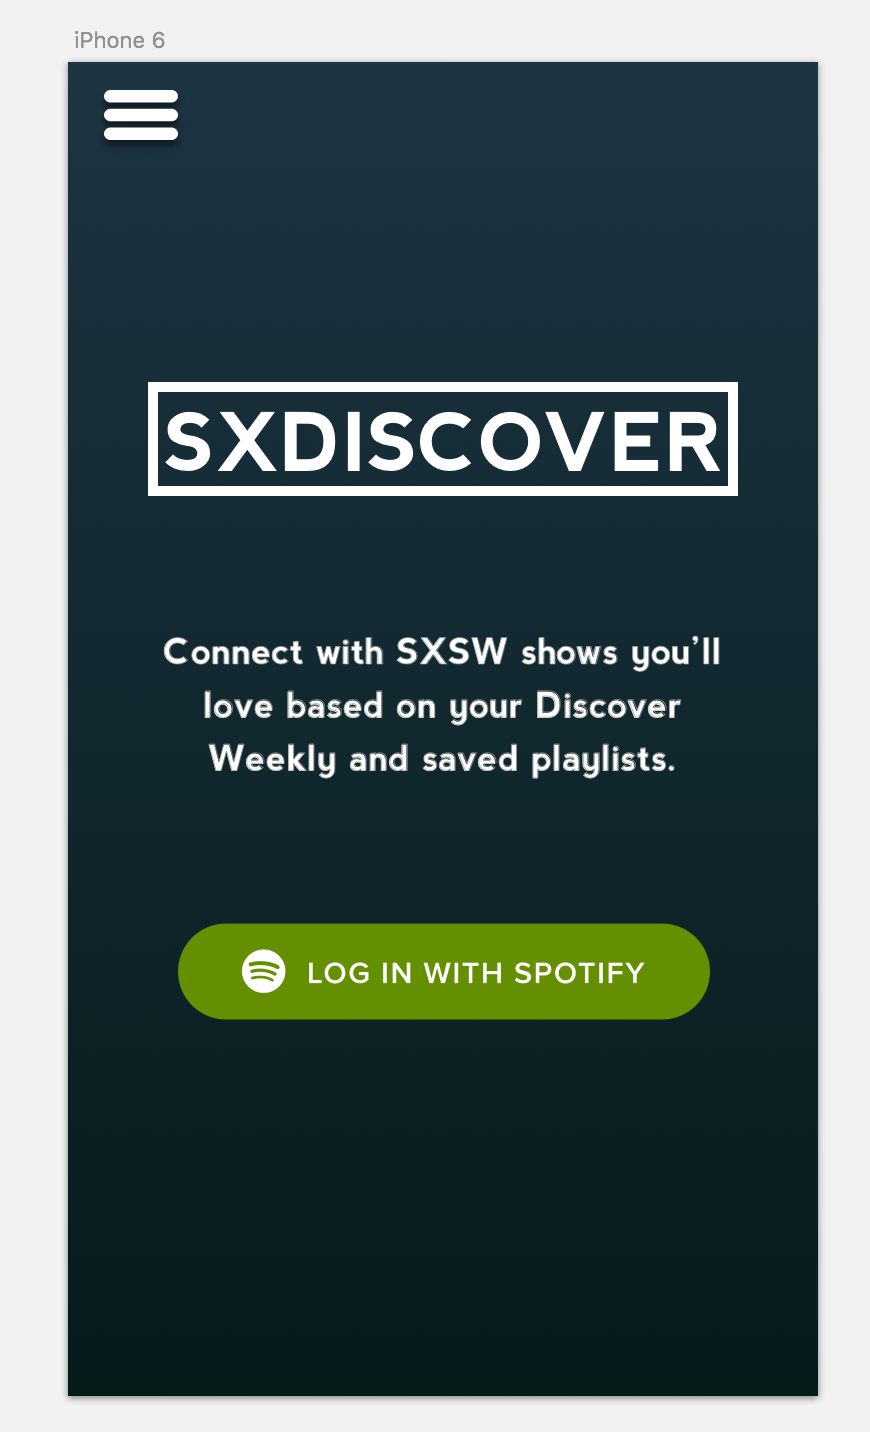 iPhone 6
SXDISCOVER
Connect with SXSW shows you’ll
love based on your Discover
Weekly and saved playlists.
LOG IN WITH SPOTIFY